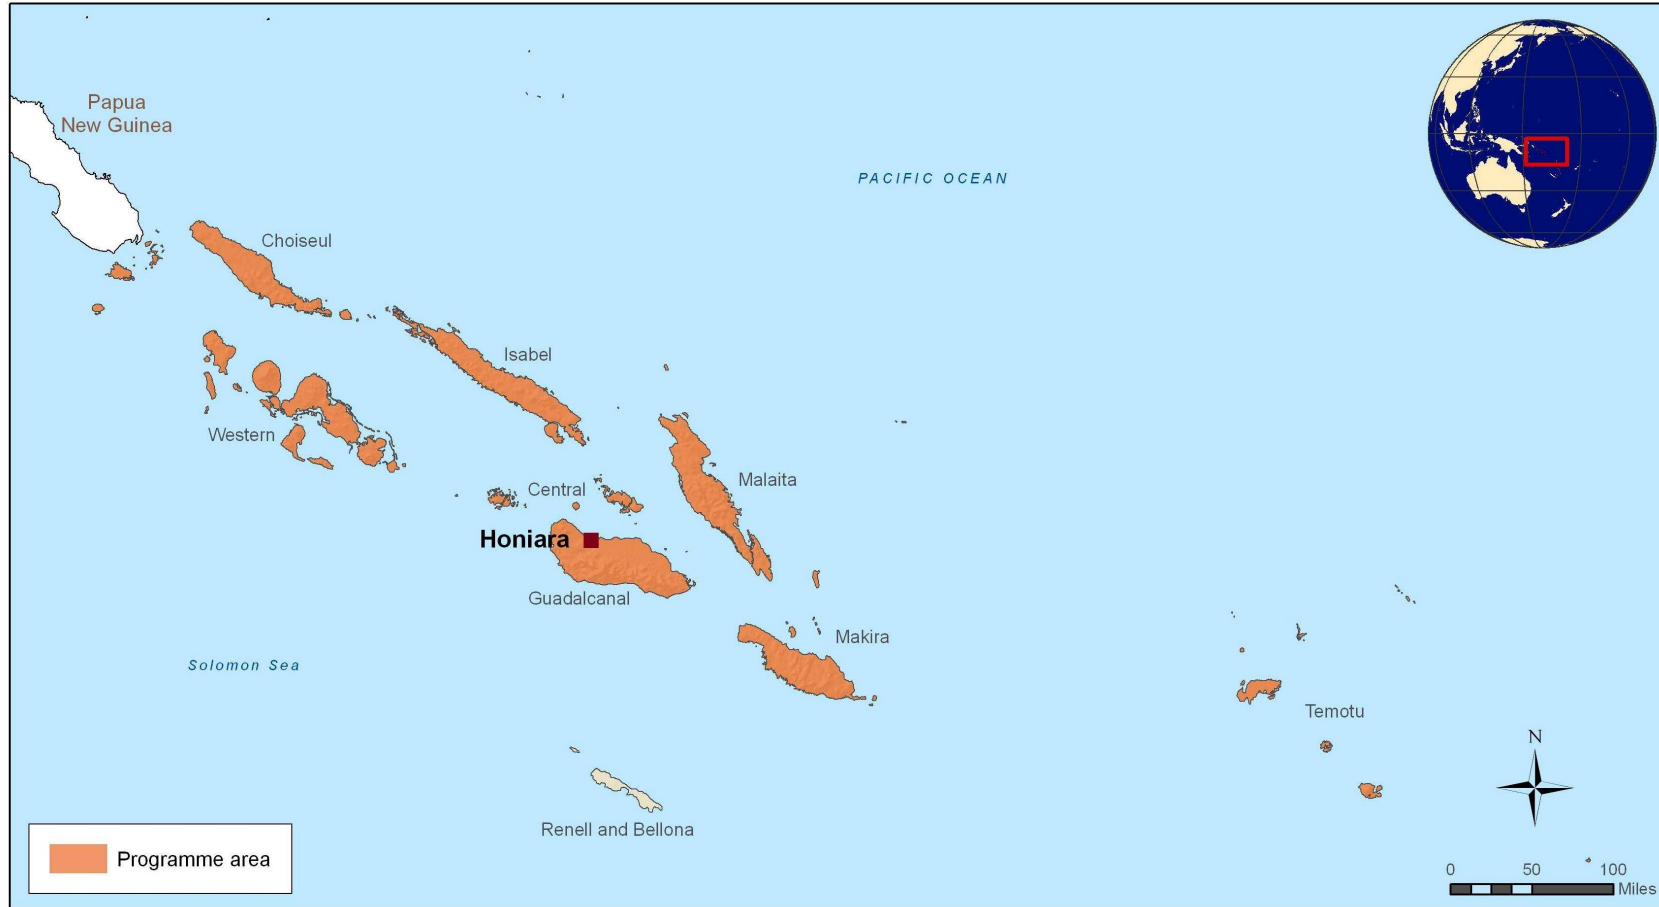 Papua
New Guinea
PACIFIC OCEAN
Choiseul
Isabel
Western
Malaita
Central
Honiara
Guadalcanal
Makira
Solomon Sea
Temotu
N
Renell and Bellona
Programme area
0 50 100
Miles